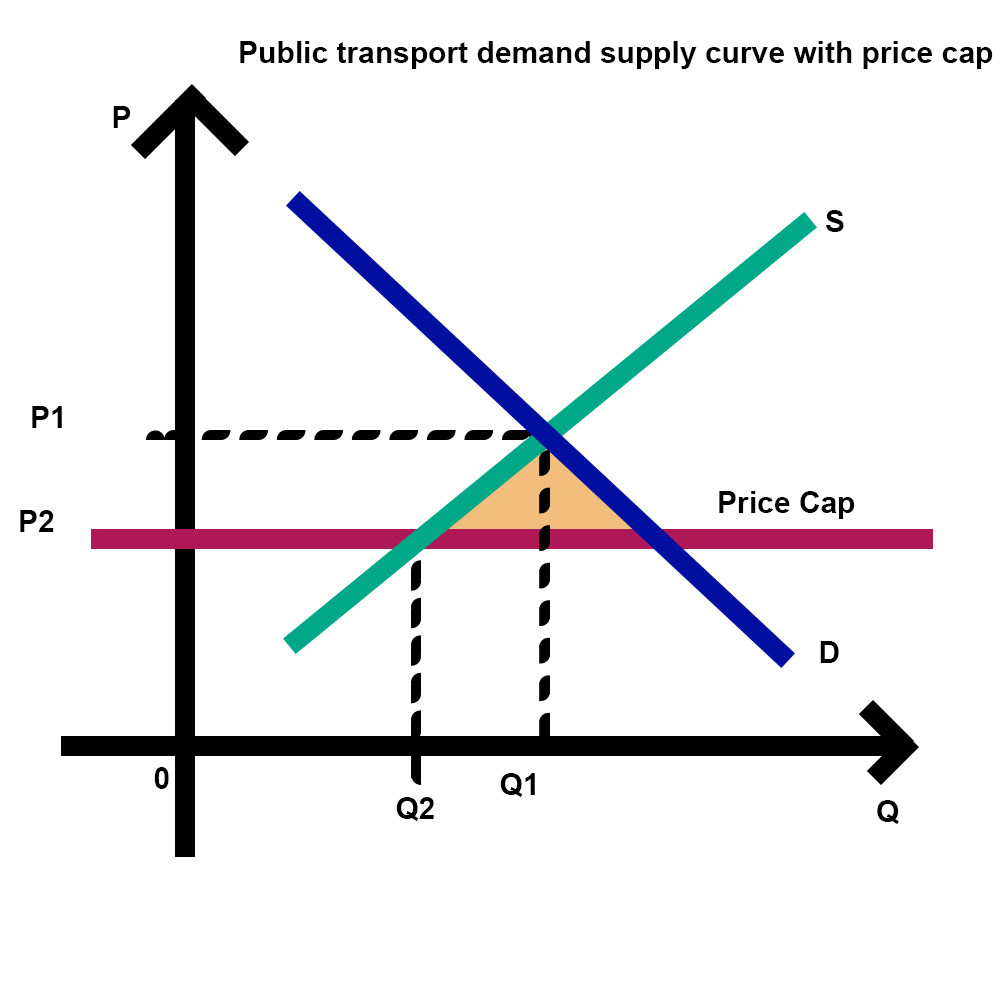 Public transport demand supply curve with price cap
P
S
P1
Price Cap
P2
D
0
Q1
Q2
Q